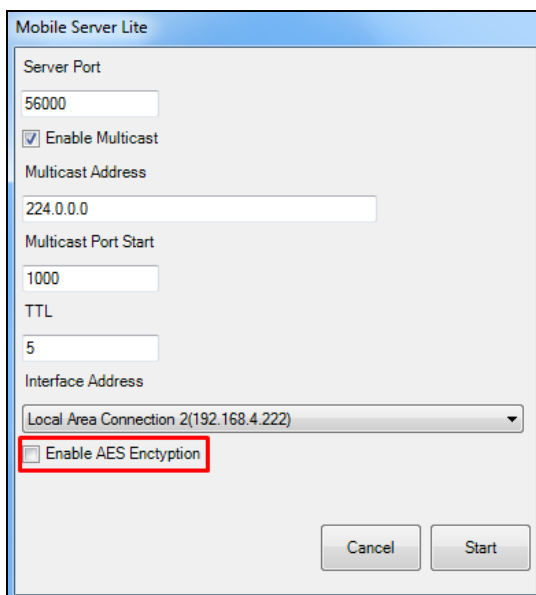 Mobile Server Lite
Server Port
56000
Enable Multicast
Multicast Address
224.0.0.0
Multicast Port Start
1000
TTL
5
Interface Address
Local Area Connection 2(192.168.4.222)
Enable AES Enctyption
Cancel Start